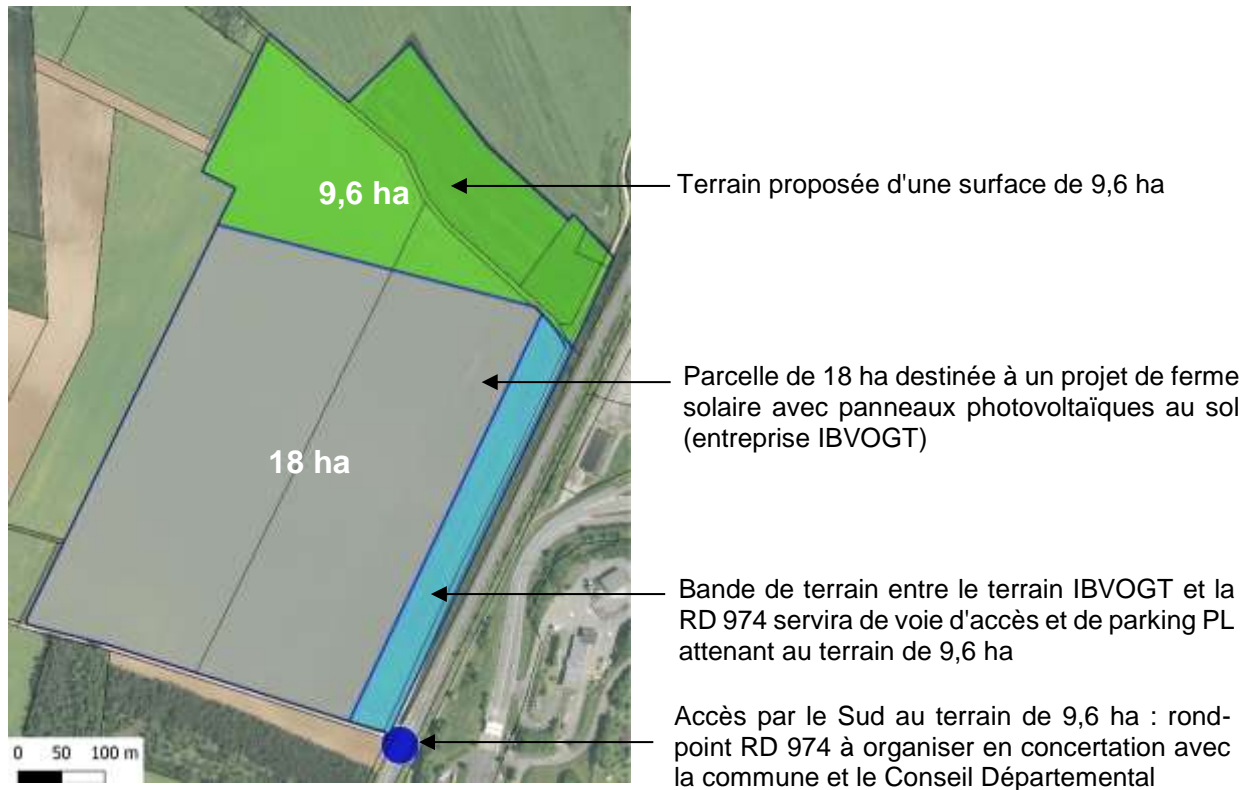 9,6 ha
Terrain proposée d'une surface de 9,6 ha
Parcelle de 18 ha destinée à un projet de ferme
solaire avec panneaux photovoltaïques au sol
(entreprise IBVOGT)
18 ha
Bande de terrain entre le terrain IBVOGT et la
RD 974 servira de voie d'accès et de parking PL
attenant au terrain de 9,6 ha
Accès par le Sud au terrain de 9,6 ha : rond-
point RD 974 à organiser en concertation avec
la commune et le Conseil Départemental
0 50 100 m